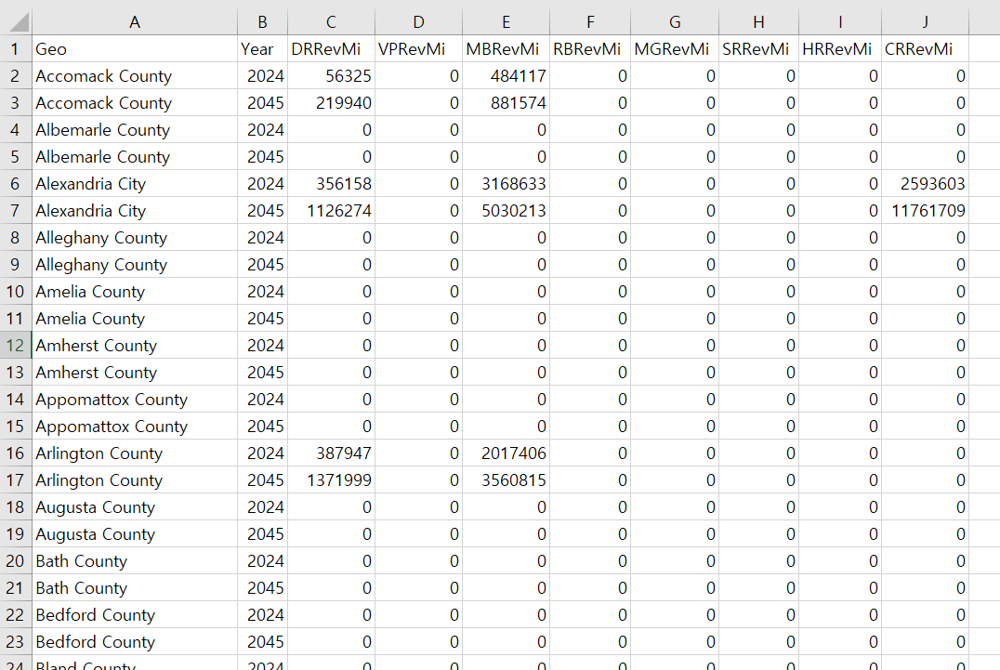 A B C D E F G H I J
1 Geo Year DRRevMi VPRevMi MBRevMi RBRevMi MGRevMi SRRevMi HRRevMi CRRevMi
2 Accomack County 2024 56325 0 484117 0 0 0 0 0
3 Accomack County 2045 219940 0 881574 0 0 0 0 0
4 Albemarle County 2024 0 0 0 0 0 0 0 0
5 Albemarle County 2045 0 0 0 0 0 0 0 0
6 Alexandria City 2024 356158 0 3168633 0 0 0 0 2593603
7 Alexandria City 2045 1126274 0 5030213 0 0 0 0 11761709
8 Alleghany County 2024 0 0 0 0 0 0 0 0
9 Alleghany County 2045 0 0 0 0 0 0 0 0
10 Amelia County 2024 0 0 0 0 0 0 0 0
11 Amelia County 2045 0 0 0 0 0 0 0 0
12 Amherst County 2024 0 0 0 0 0 0 0 0
13 Amherst County 2045 0 0 0 0 0 0 0 0
14 Appomattox County 2024 0 0 0 0 0 0 0 0
15 Appomattox County 2045 0 0 0 0 0 0 0 0
16 Arlington County 2024 387947 0 2017406 0 0 0 0 0
17 Arlington County 2045 1371999 0 3560815 0 0 0 0 0
18 Augusta County 2024 0 0 0 0 0 0 0 0
19 Augusta County 2045 0 0 0 0 0 0 0 0
20 Bath County 2024 0 0 0 0 0 0 0 0
21 Bath County 2045 0 0 0 0 0 0 0 0
22 Bedford County 2024 0 0 0 0 0 0 0 0
23 Bedford County 2045 0 0 0 0 0 0 0 0
24 Bland County 2024 0 0 0 0 0 0 0 0